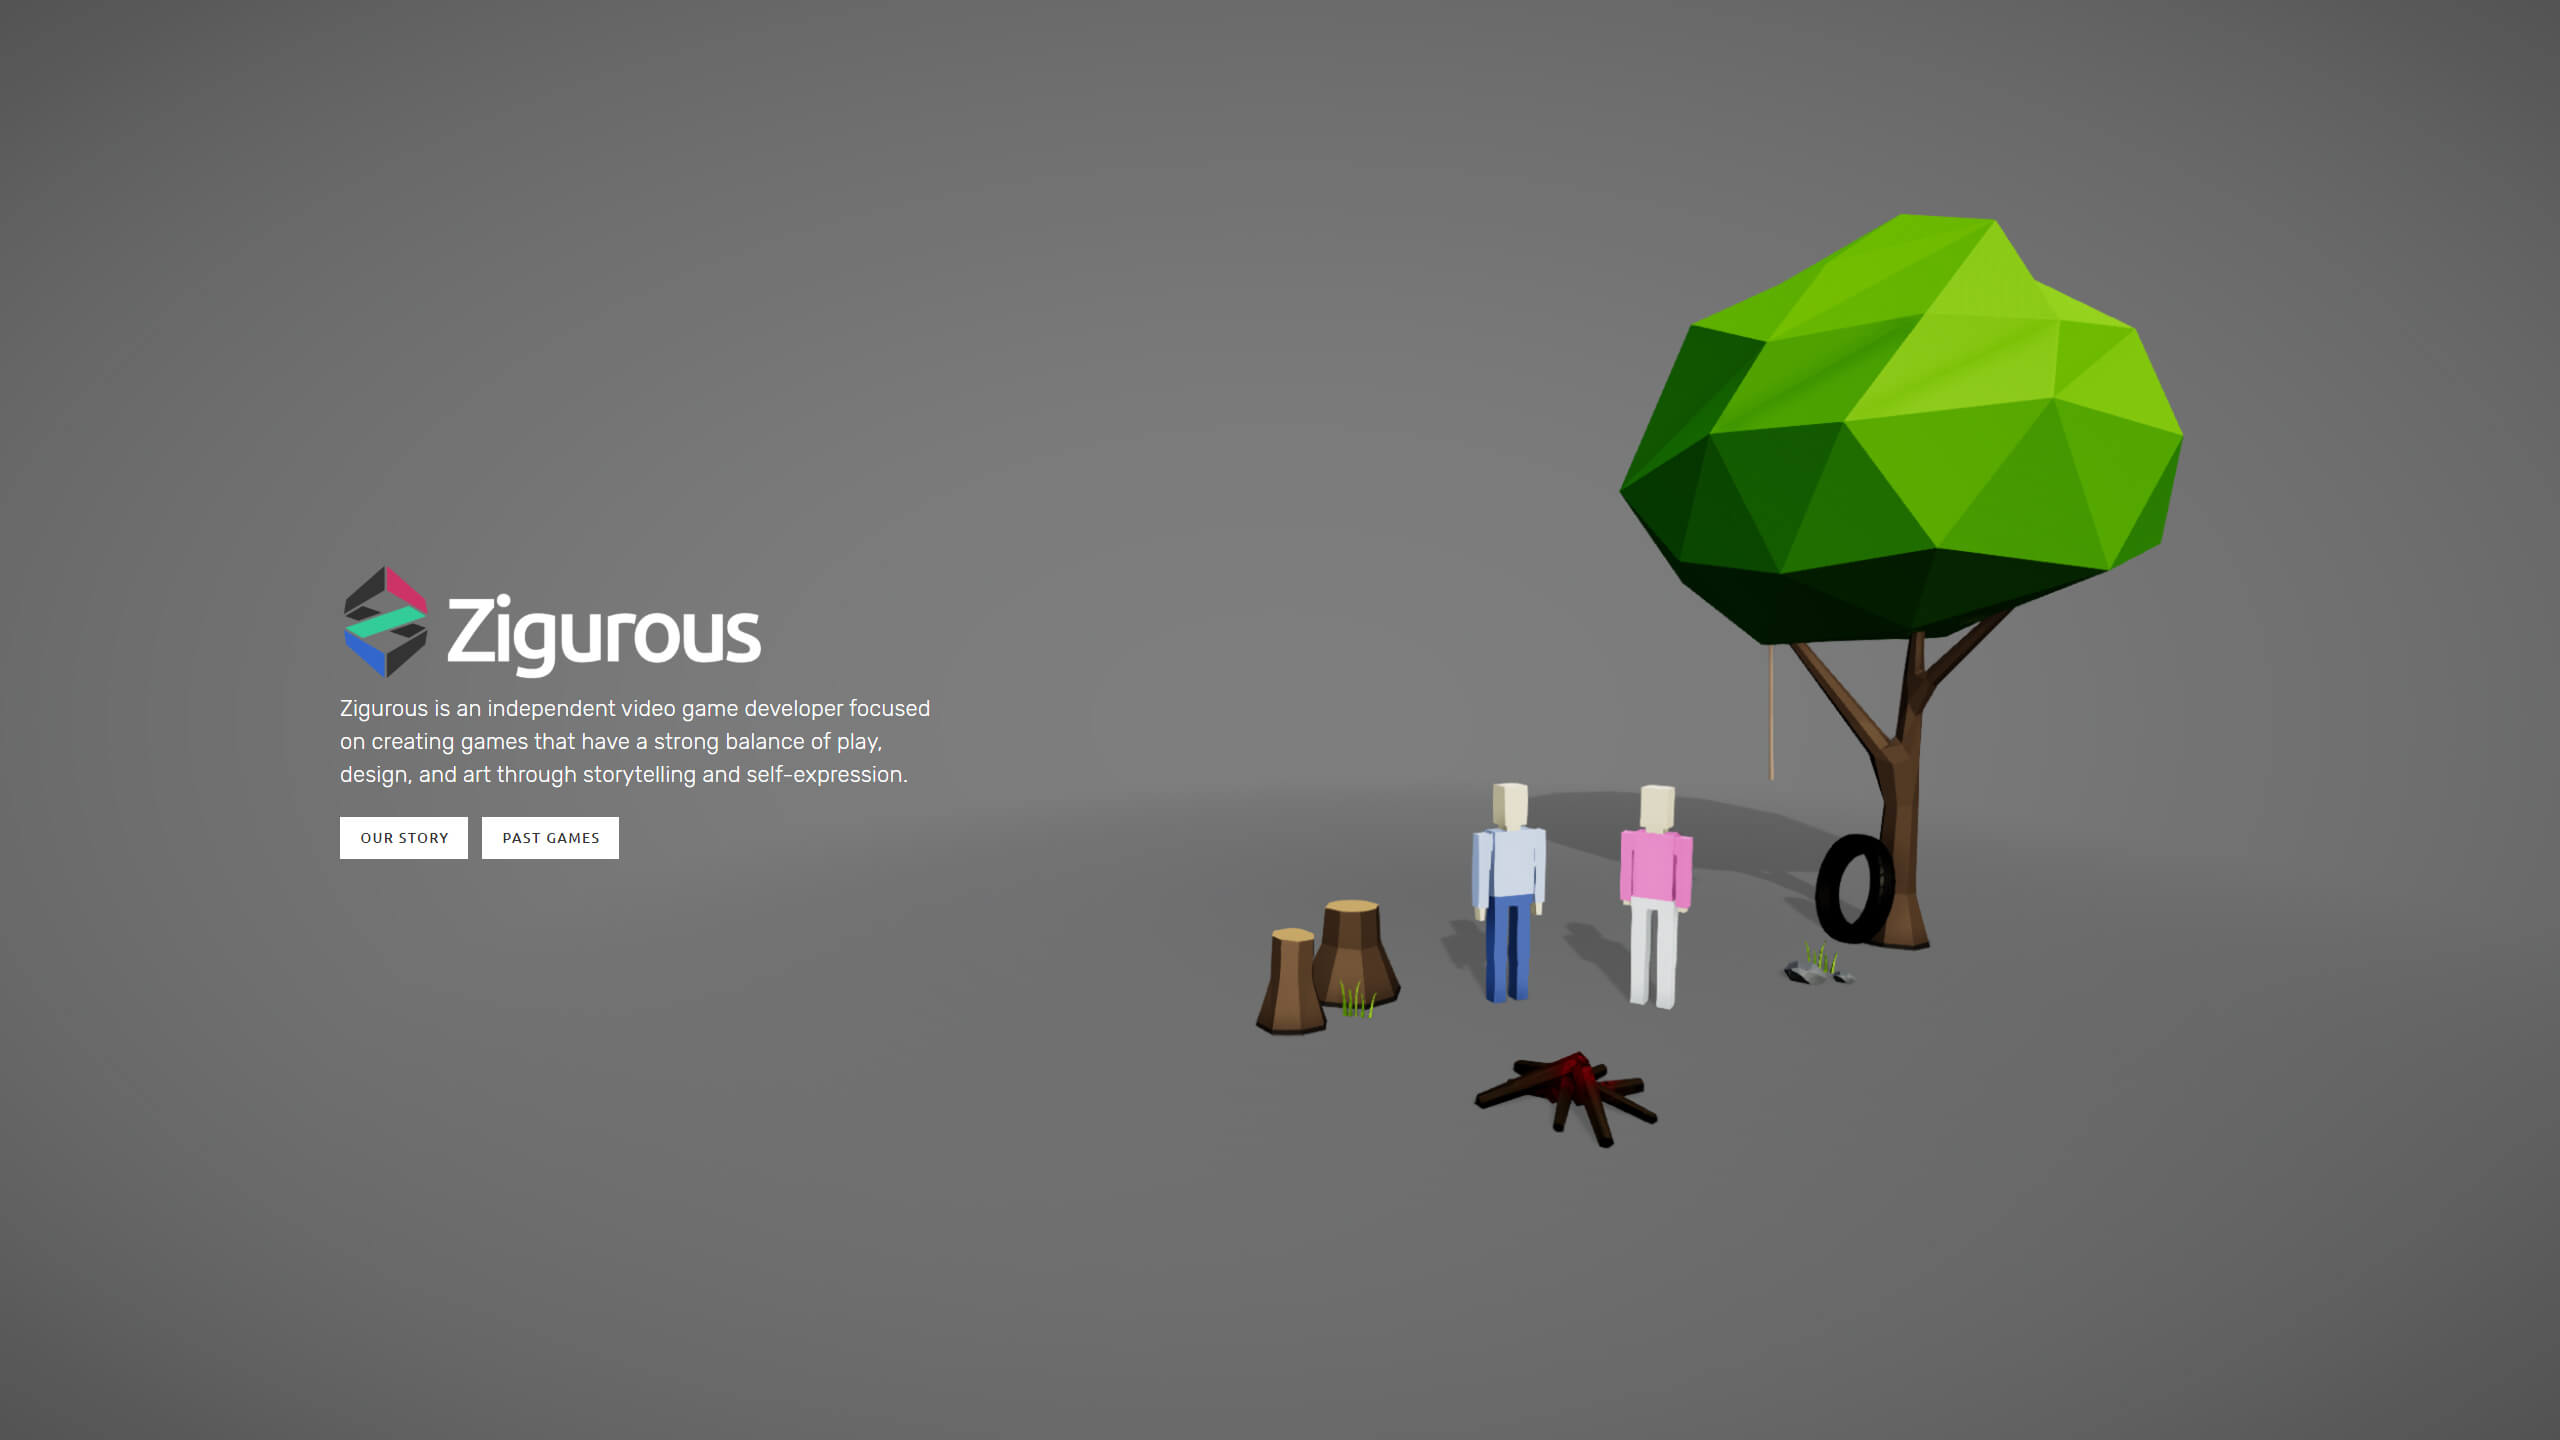 Zigurous
Zigurous is an independent video game developer focused
on creating games that have a strong balance of play,
design, and art through storytelling and self-expression.
OUR STORY
PAST GAMES